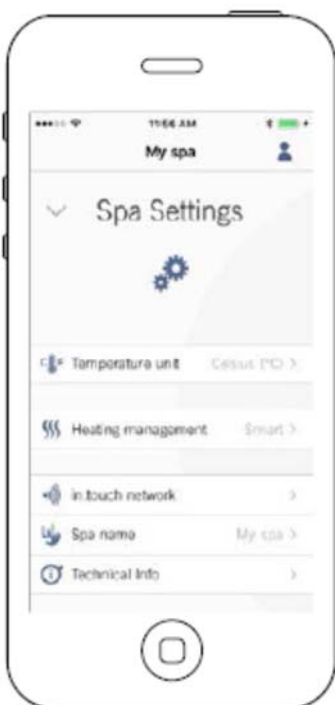 11:56 AM
My spa
Spa Settings
Temperature unit Celsius (°C)
Heating management Smart
in.touch network
Spa name My spa
Technical Info